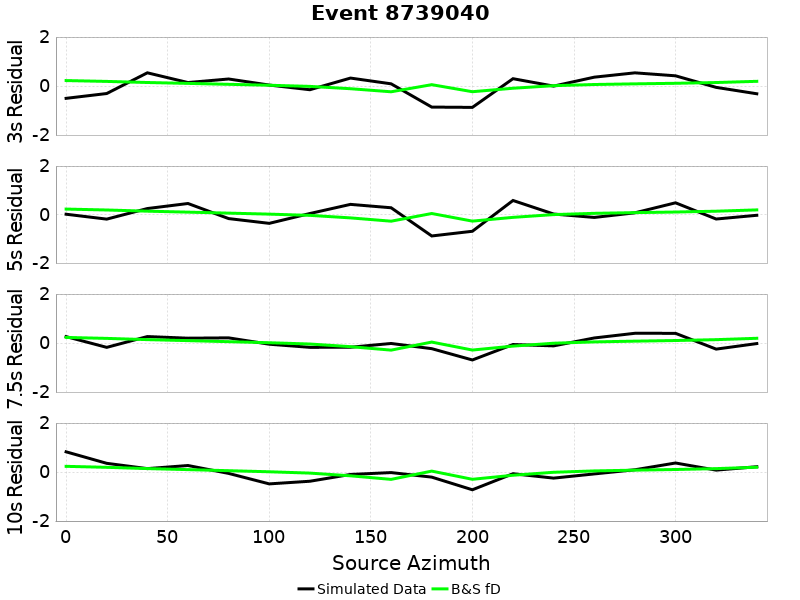 Event 8739040
3s Residual
2
0
-2
5s Residual
2
0
-2
7.5s Residual
2
0
-2
10s Residual
2
0
-2
0 50 100 150 200 250 300
Source Azimuth
Simulated Data B&S fD